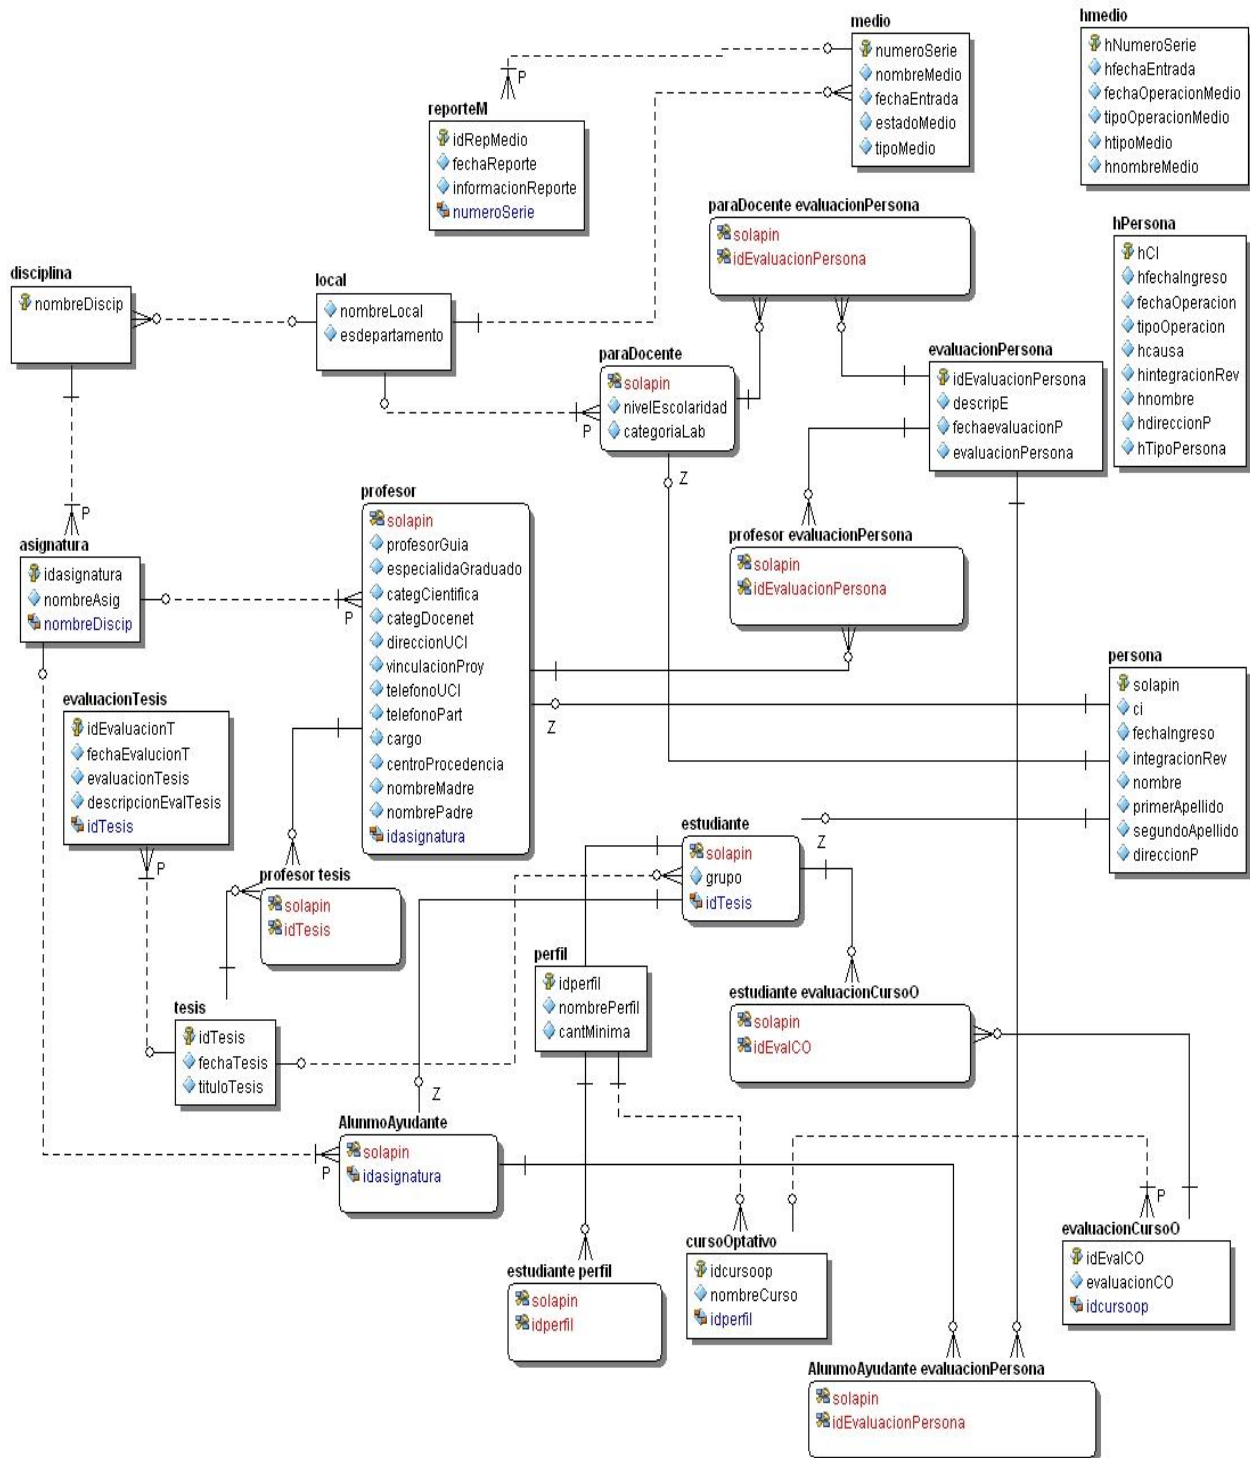 medio
numeroSerie
nombreMedio
fechaEntrada
estadoMedio
tipoMedio
hmedio
hNumeroSerie
hfechaEntrada
fechaOperacionMedio
tipoOperacionMedio
htipoMedio
hnombreMedio
P
reporteM
idRepMedio
fechaReporte
informacionReporte
numeroSerie
paraDocente evaluacionPersona
solapin
idEvaluacionPersona
hPersona
hCI
hfechaIngreso
fechaOperacion
tipoOperacion
hcausa
hintegracionRev
hnombre
hdireccionP
hTipoPersona
disciplina
nombreDiscip
local
nombreLocal
esdepartamento
paraDocente
solapin
nivelEscolaridad
categoriaLab
P
Z
evaluacionPersona
idEvaluacionPersona
descripE
fechaevaluacionP
evaluacionPersona
P
asignatura
idasignatura
nombreAsig
nombreDiscip
P
profesor
solapin
profesorGuia
especialidaGraduado
categCientifica
categDocenet
direccionUCI
vinculacionProy
telefonoUCI
telefonoPart
cargo
centroProcedencia
nombreMadre
nombrePadre
idasignatura
profesor evaluacionPersona
solapin
idEvaluacionPersona
Z
persona
solapin
ci
fechaIngreso
integracionRev
nombre
primerApellido
segundoApellido
direccionP
evaluacionTesis
idEvaluacionT
fechaEvalucionT
evaluacionTesis
descripcionEvalTesis
idTesis
P
profesor tesis
solapin
idTesis
estudiante
solapin
grupo
idTesis
Z
perfil
idperfil
nombrePerfil
cantMinima
estudiante evaluacionCursoO
solapin
idEvalCO
tesis
idTesis
fechaTesis
tituloTesis
Z
AlunmoAyudante
solapin
idasignatura
P
estudiante perfil
solapin
idperfil
cursoOptativo
idcursoop
nombreCurso
idperfil
P
evaluacionCursoO
idEvalCO
evaluacionCO
idcursoop
AlunmoAyudante evaluacionPersona
solapin
idEvaluacionPersona